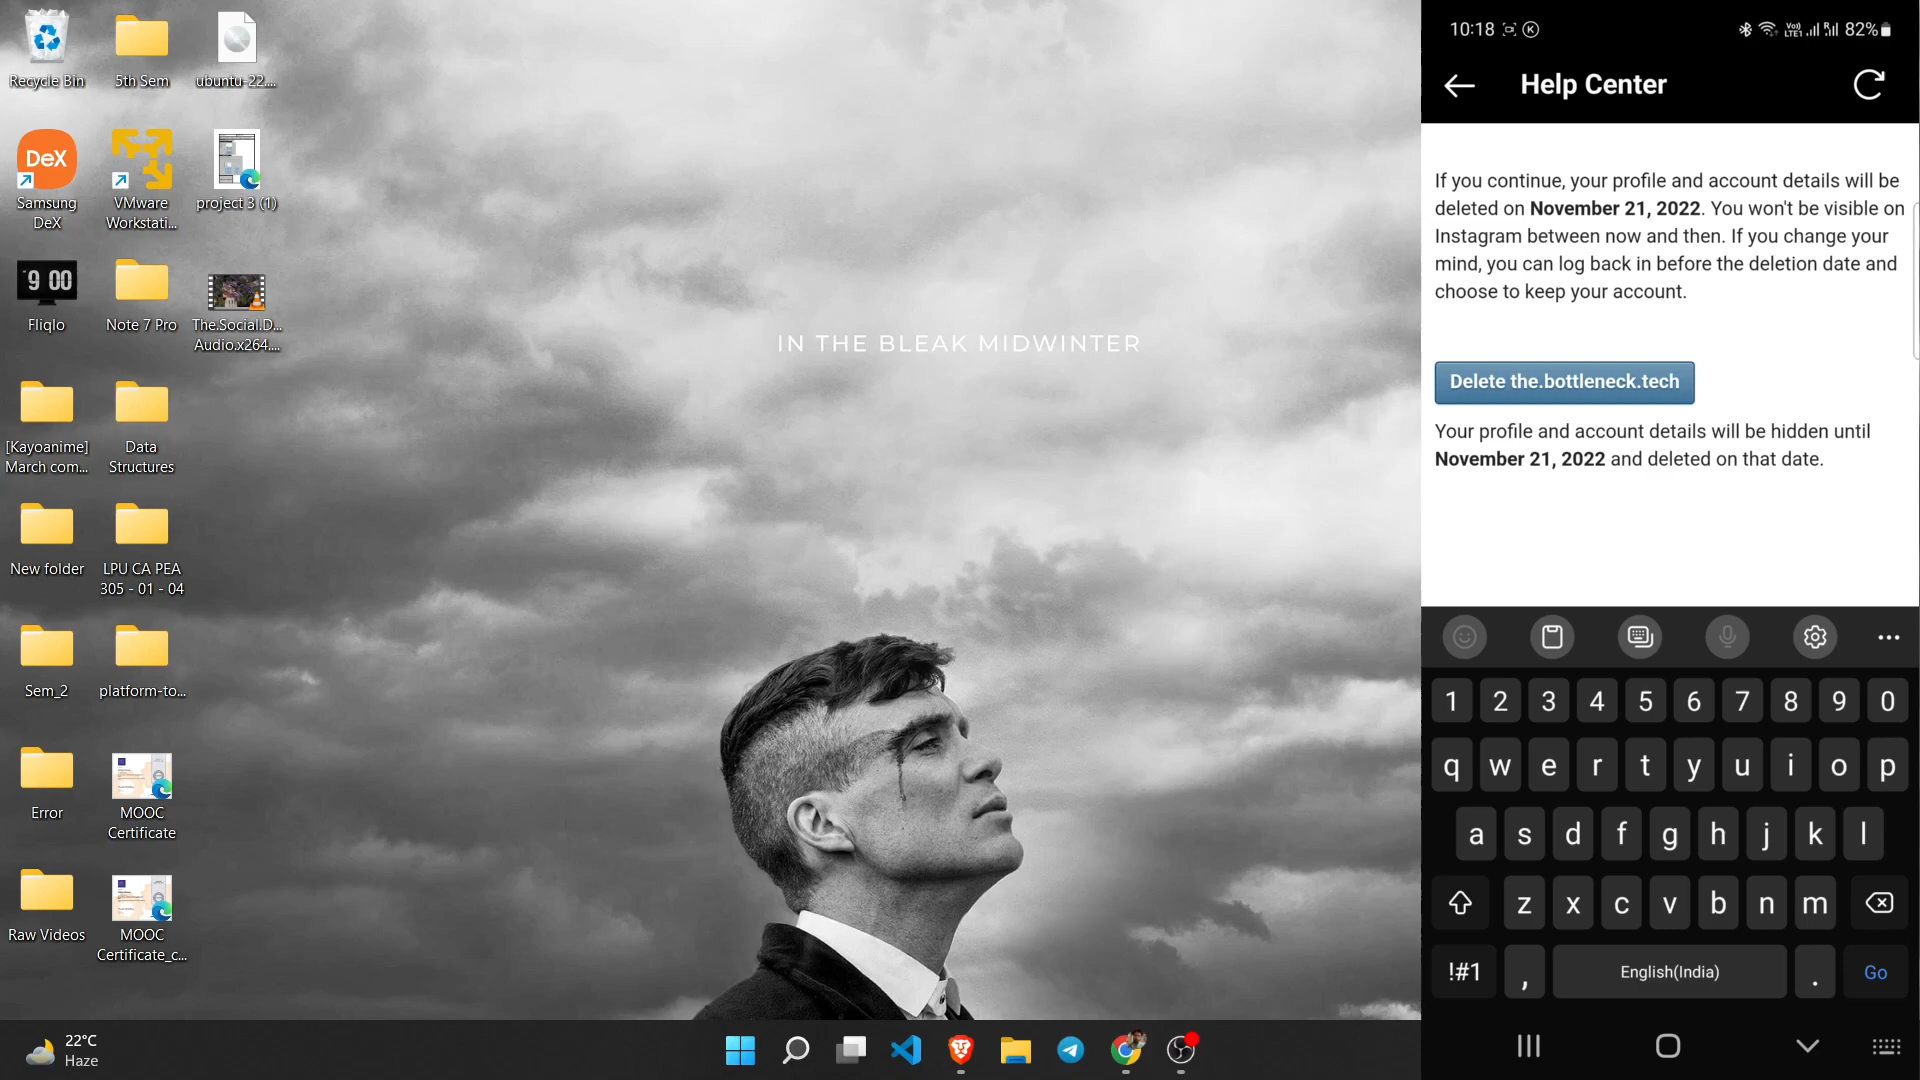 Recycle Bin
5th Sem
ubuntu-22....
DeX
Samsung
DeX
VMware
Workstati...
project 3 (1)
9 00
Fliqlo
Note 7 Pro
The.Social.D...
Audio.x264....
[Kayoanime]
March com...
Data
Structures
New folder
LPU CA PEA
305 - 01 - 04
Sem_2
platform-to...
Error
MOOC
Certificate
Raw Videos
MOOC
Certificate_c...
IN THE BLEAK MIDWINTER
22°C
Haze
10:18
K
Vo)
LTE1
R
82%
Help Center
If you continue, your profile and account details will be
deleted on November 21, 2022. You won't be visible on
Instagram between now and then. If you change your
mind, you can log back in before the deletion date and
choose to keep your account.
Delete the.bottleneck.tech
Your profile and account details will be hidden until
November 21, 2022 and deleted on that date.
1 2 3 4 5 6 7 8 9 0
q w e r t y u i o p
a s d f g h j k l
z x c v b n m
!#1 , English(India) . Go